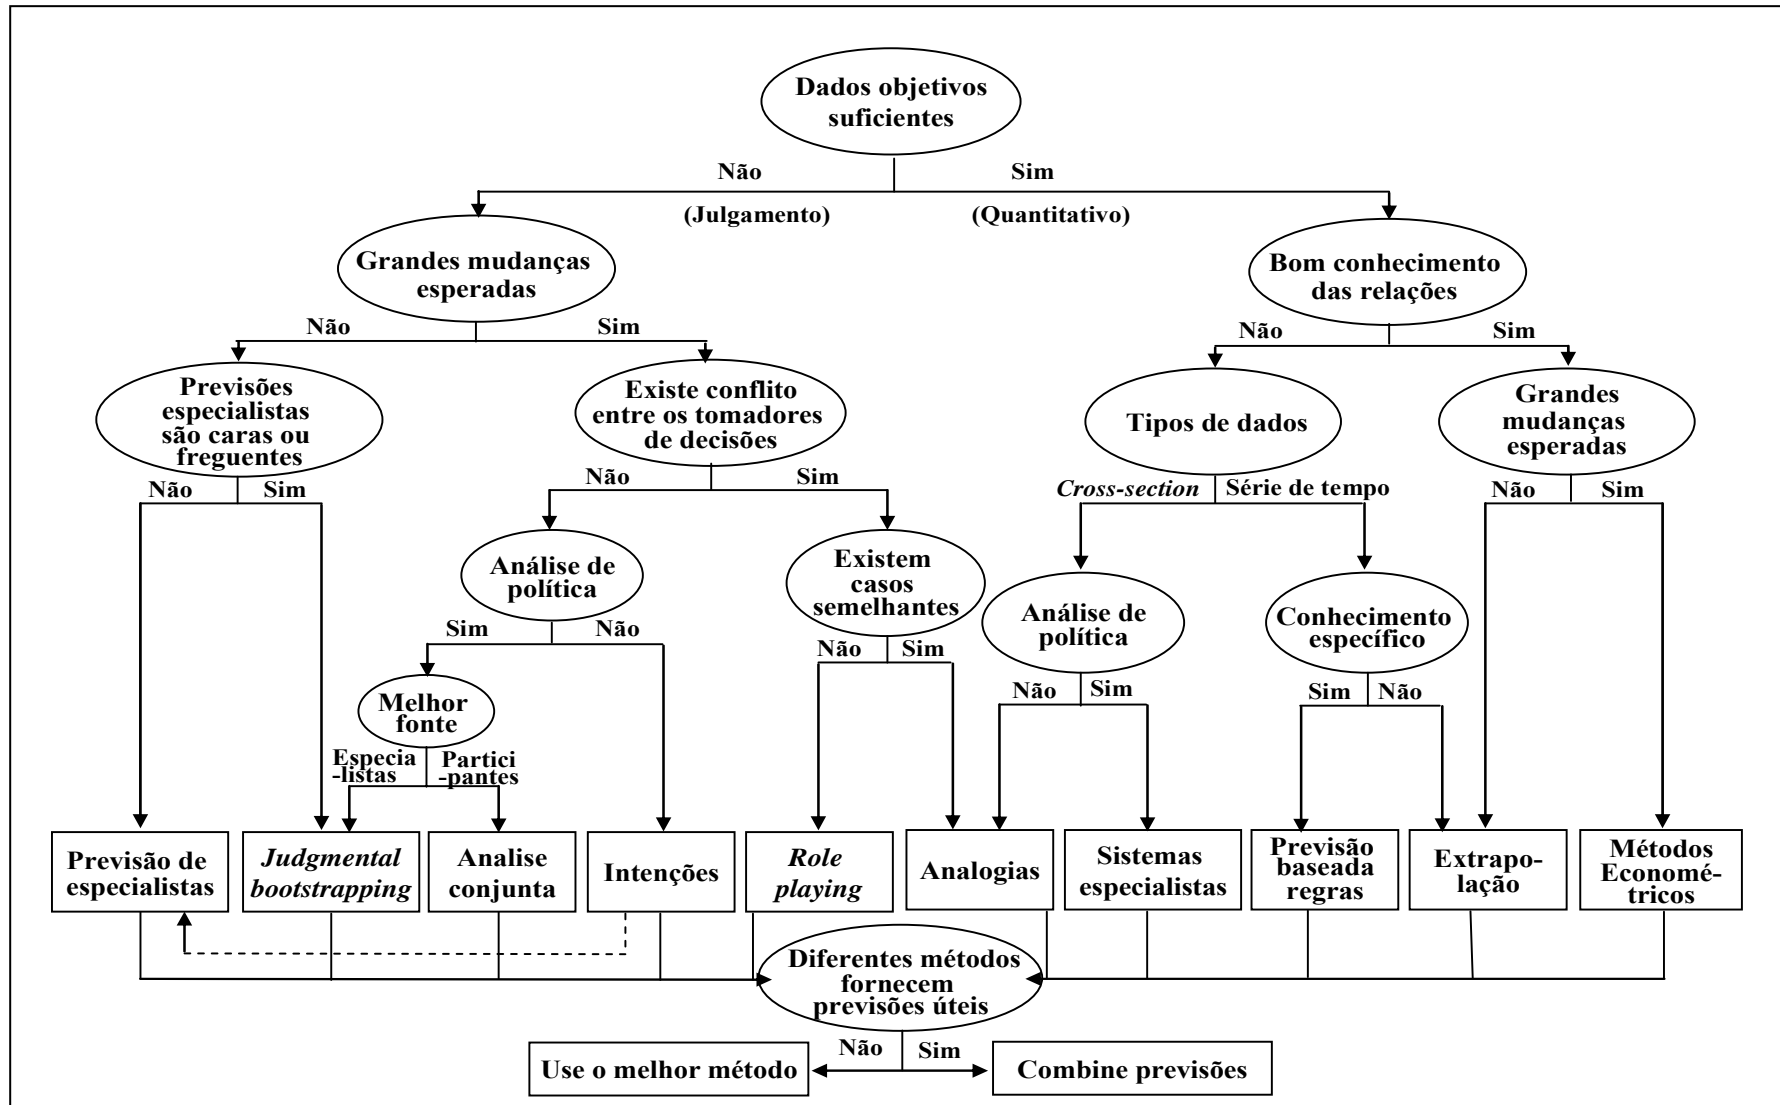 Dados objetivos
suficientes
Não
Sim
(Julgamento)
(Quantitativo)
Grandes mudanças
esperadas
Bom conhecimento
das relações
Não
Sim
Não
Sim
Previsões
especialistas
são caras ou
freguentes
Existe conflito
entre os tomadores
de decisões
Tipos de dados
Grandes
mudanças
esperadas
Não
Sim
Não
Sim
Cross-section
Série de tempo
Não
Sim
Análise de
política
Existem
casos
semelhantes
Análise de
política
Conhecimento
específico
Sim
Não
Não
Sim
Não
Sim
Sim
Não
Melhor
fonte
Especia
-listas
Partici
-pantes
Previsão de
especialistas
Judgmental
bootstrapping
Analise
conjunta
Intenções
Role
playing
Analogias
Sistemas
especialistas
Previsão
baseada
regras
Extrapo-
lação
Métodos
Economé-
tricos
Diferentes métodos
fornecem
previsões úteis
Não
Sim
Use o melhor método
Combine previsões